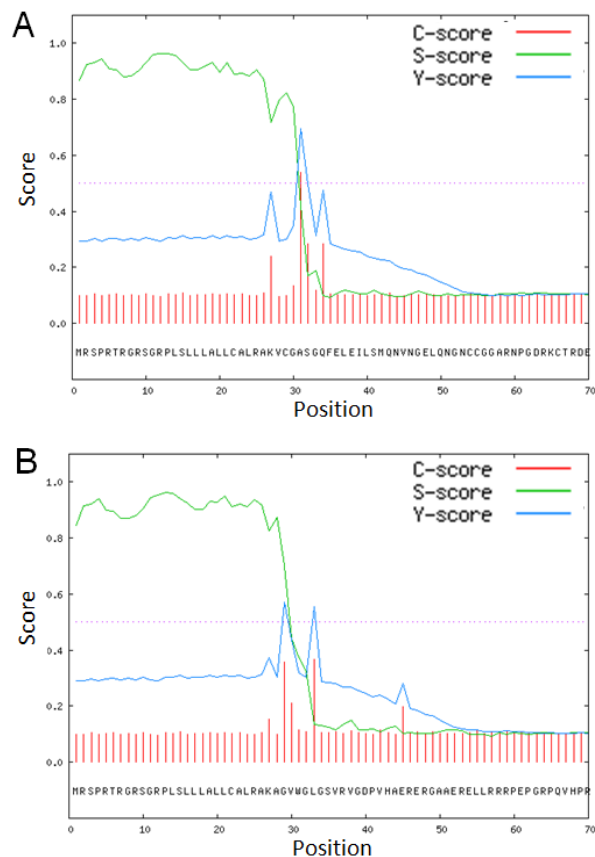 A
C-score
S-score
Y-score
1.0
0.8
0.6
0.4
0.2
0.0
Score
MRSPRTRGRSGRPLSLLLALLCALRAKVCGASGQFELEILSMQNVNGELQNGNCCGGARNPGDRKCTRDE
0 10 20 30 40 50 60 70
Position
B
C-score
S-score
Y-score
1.0
0.8
0.6
0.4
0.2
0.0
Score
MRSPRTRGRSGRPLSLLLALLCALRAKAGVWGLGSVRVGDPVHAERERGAAERELLRRRPEPGRPQVHPR
0 10 20 30 40 50 60 70
Position